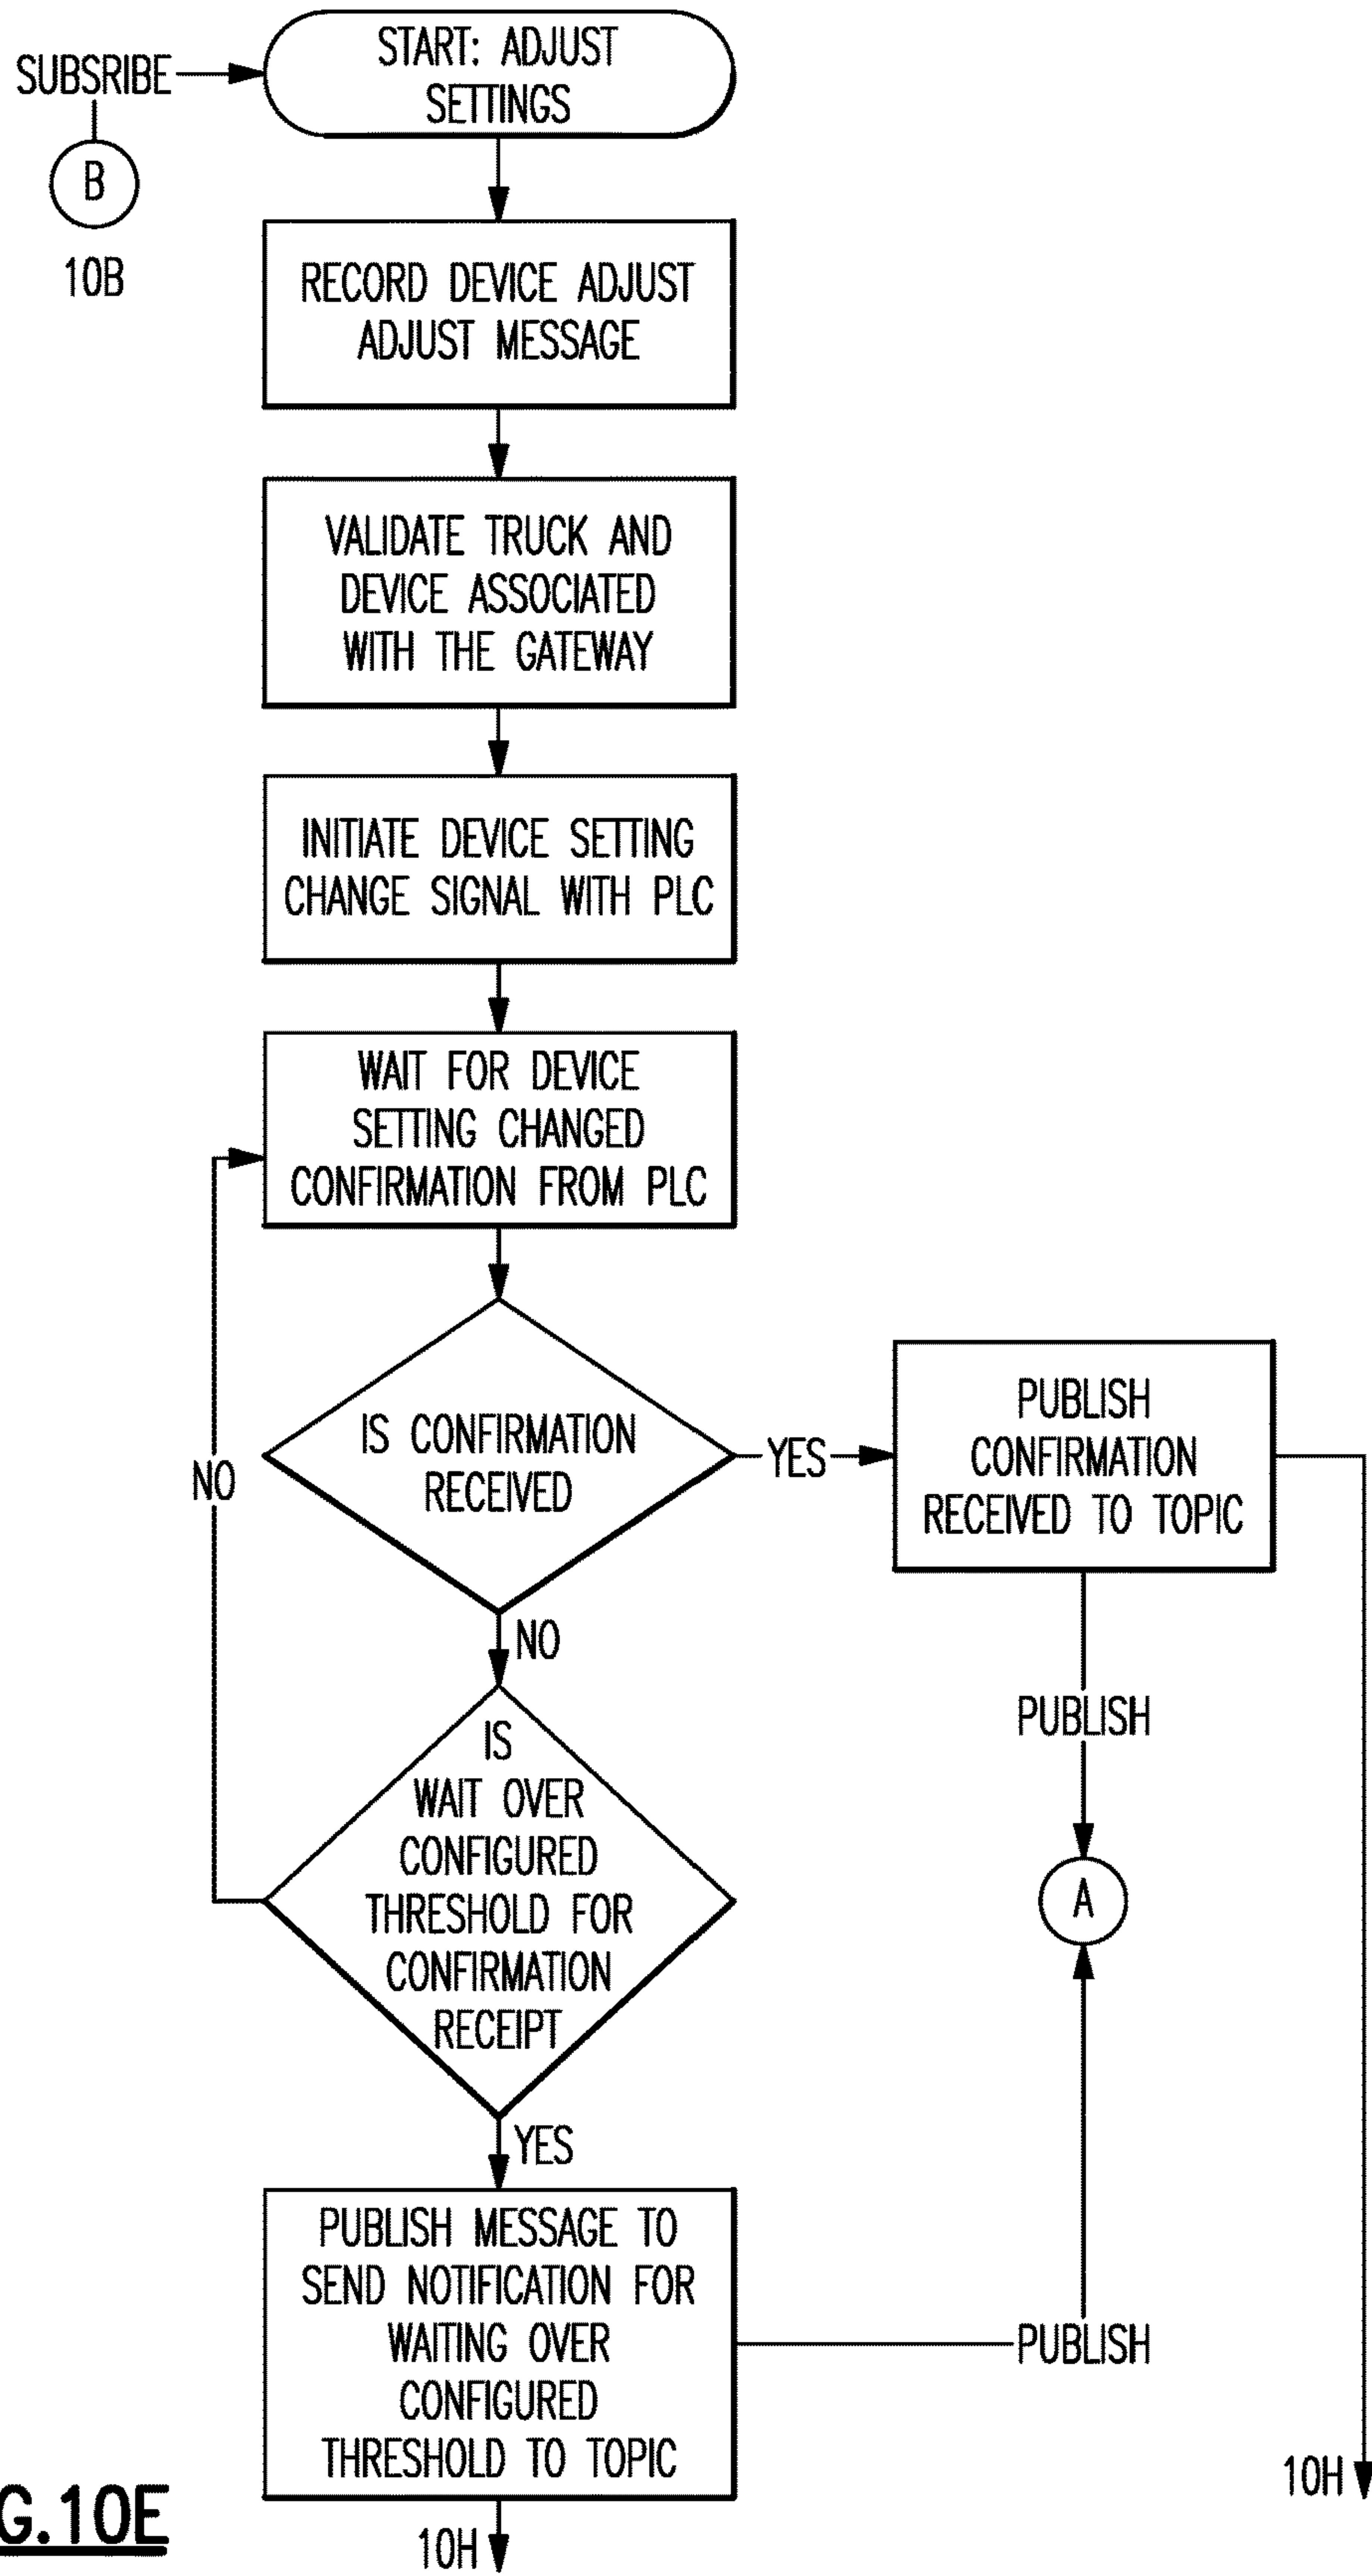 SUBSRIBE
START: ADJUST
SETTINGS
B
10B
RECORD DEVICE ADJUST
ADJUST MESSAGE
VALIDATE TRUCK AND
DEVICE ASSOCIATED
WITH THE GATEWAY
INITIATE DEVICE SETTING
CHANGE SIGNAL WITH PLC
WAIT FOR DEVICE
SETTING CHANGED
CONFIRMATION FROM PLC
IS CONFIRMATION
RECEIVED
YES
PUBLISH
CONFIRMATION
RECEIVED TO TOPIC
NO
NO
PUBLISH
IS
WAIT OVER
CONFIGURED
THRESHOLD FOR
CONFIRMATION
RECEIPT
A
YES
PUBLISH MESSAGE TO
SEND NOTIFICATION FOR
WAITING OVER
CONFIGURED
THRESHOLD TO TOPIC
PUBLISH
10H
10H
G.10E